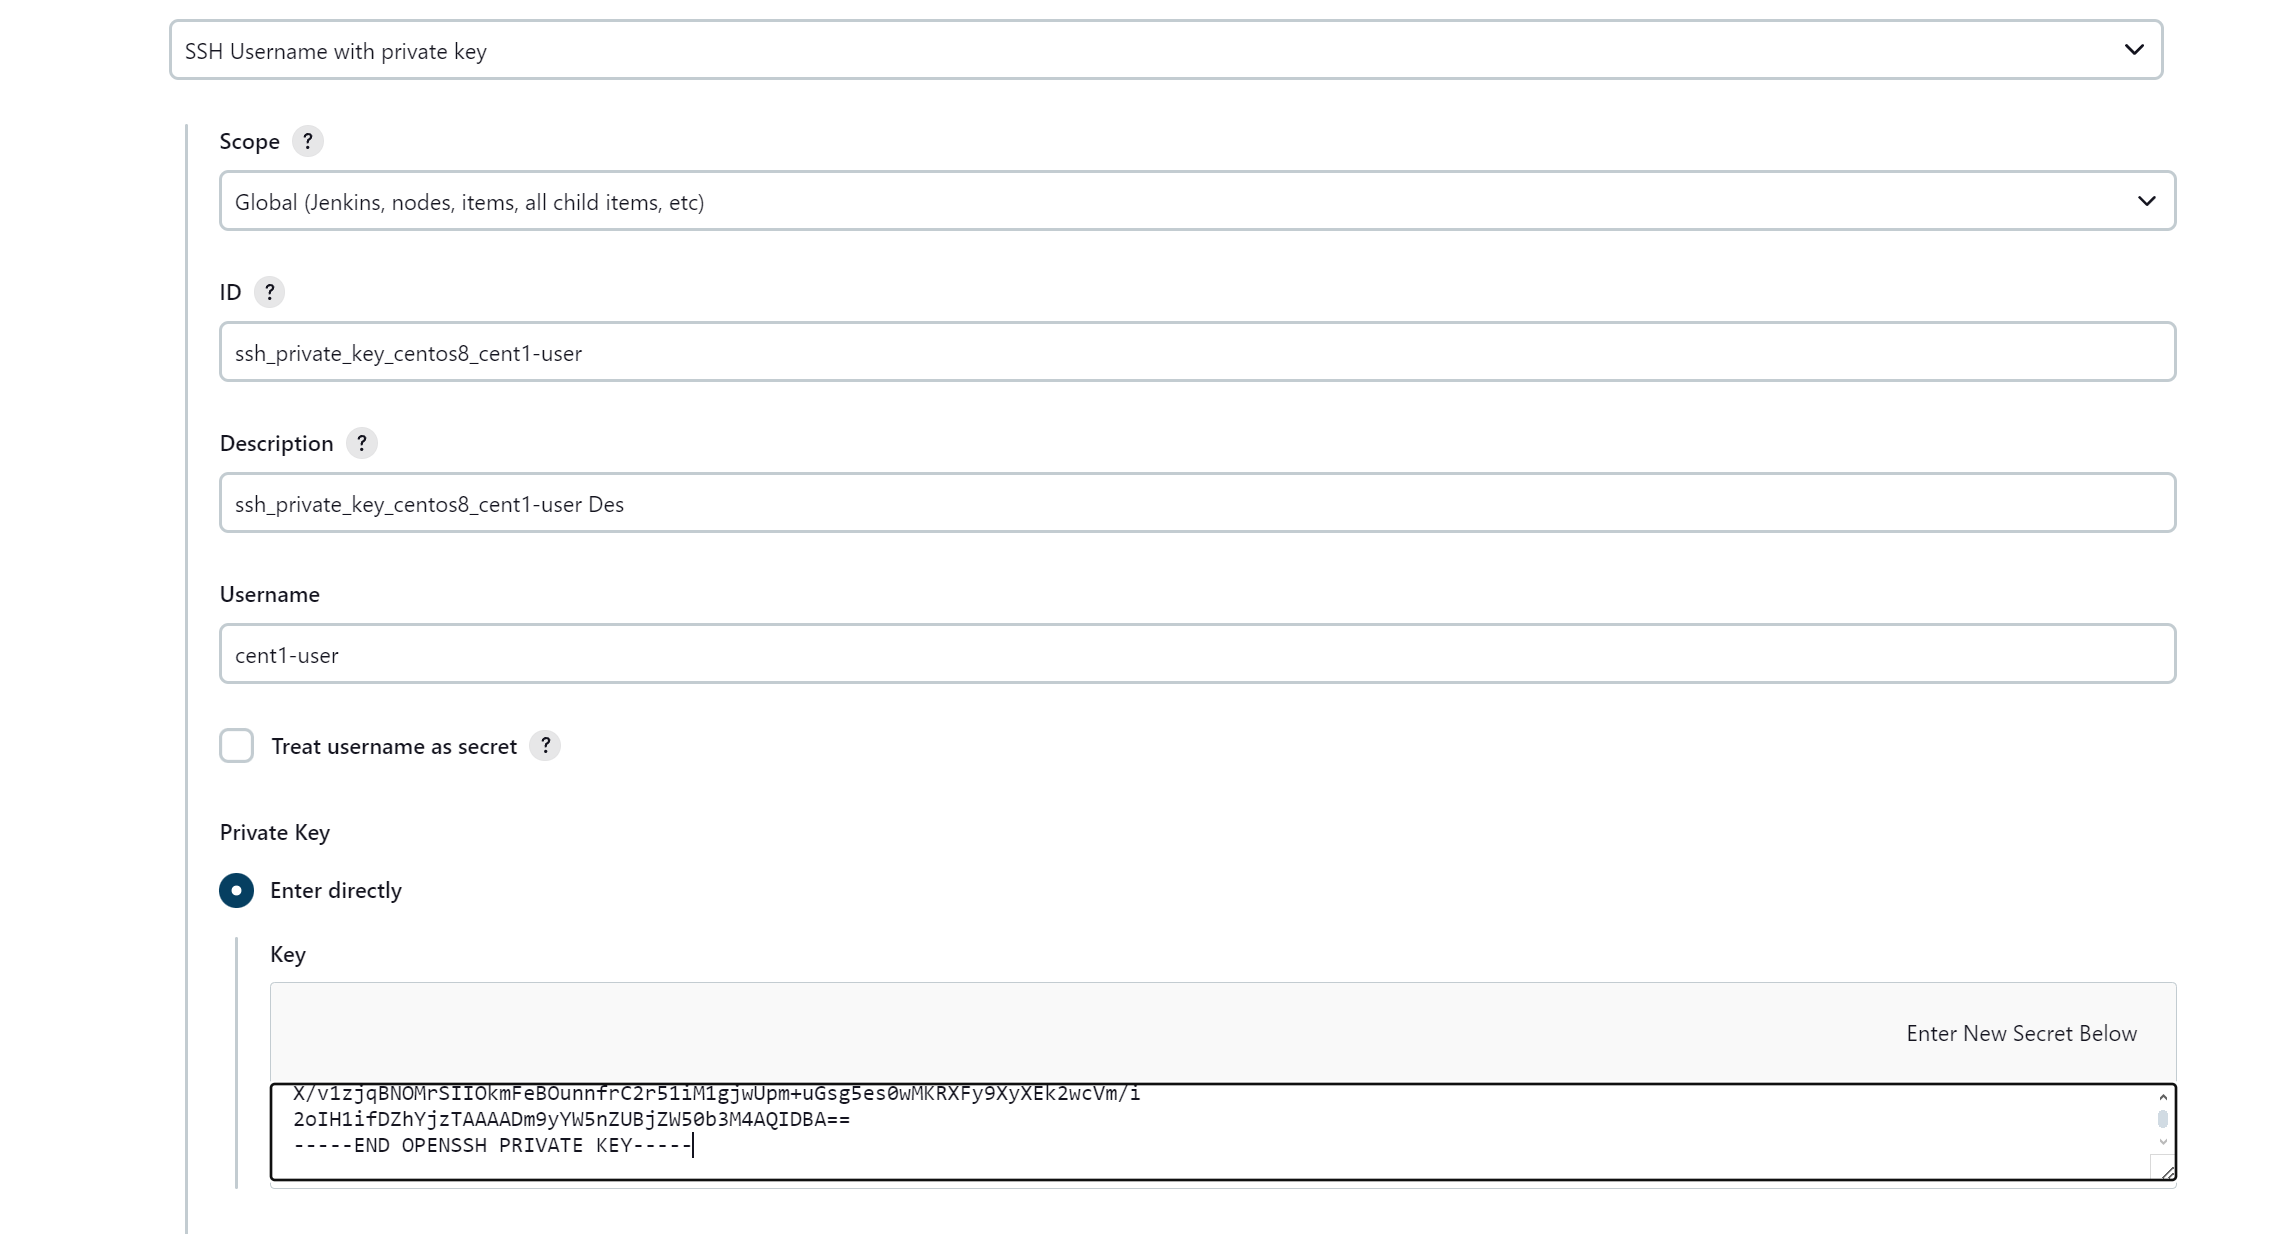 SSH Username with private key
Scope ?
Global (Jenkins, nodes, items, all child items, etc)
ID ?
ssh_private_key_centos8_cent1-user
Description ?
ssh_private_key_centos8_cent1-user Des
Username
cent1-user
Treat username as secret ?
Private Key
Enter directly
Key
Enter New Secret Below
X/v1zjqBNOMrSIIOkmFeBOunnfrC2r51iM1gjwUpm+uGsg5es0wMKRXFy9XyXEk2wcVm/i
2oIH1ifDZhYjzTAAAADm9yYW5nZUBjZW50b3M4AQIDBA==
-----END OPENSSH PRIVATE KEY-----